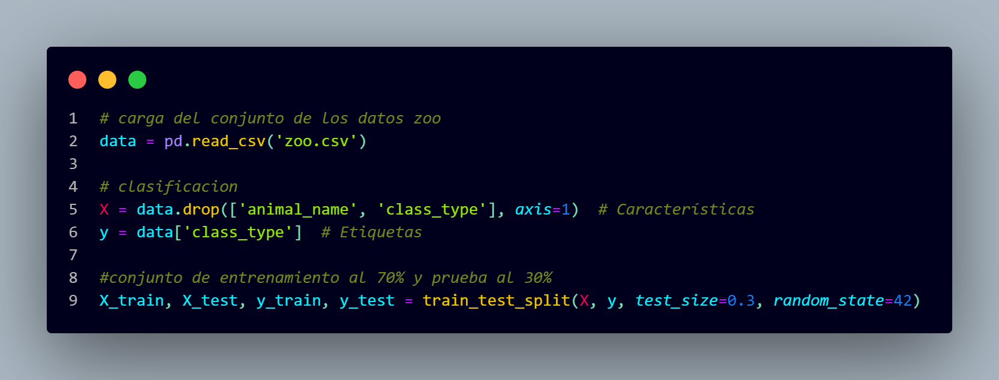 1 # carga del conjunto de los datos zoo
2 data = pd.read_csv('zoo.csv')
3
4 # clasificacion
5 X = data.drop(['animal_name', 'class_type'], axis=1)  # Características
6 y = data['class_type']  # Etiquetas
7
8 #conjunto de entrenamiento al 70% y prueba al 30%
9 X_train, X_test, y_train, y_test = train_test_split(X, y, test_size=0.3, random_state=42)